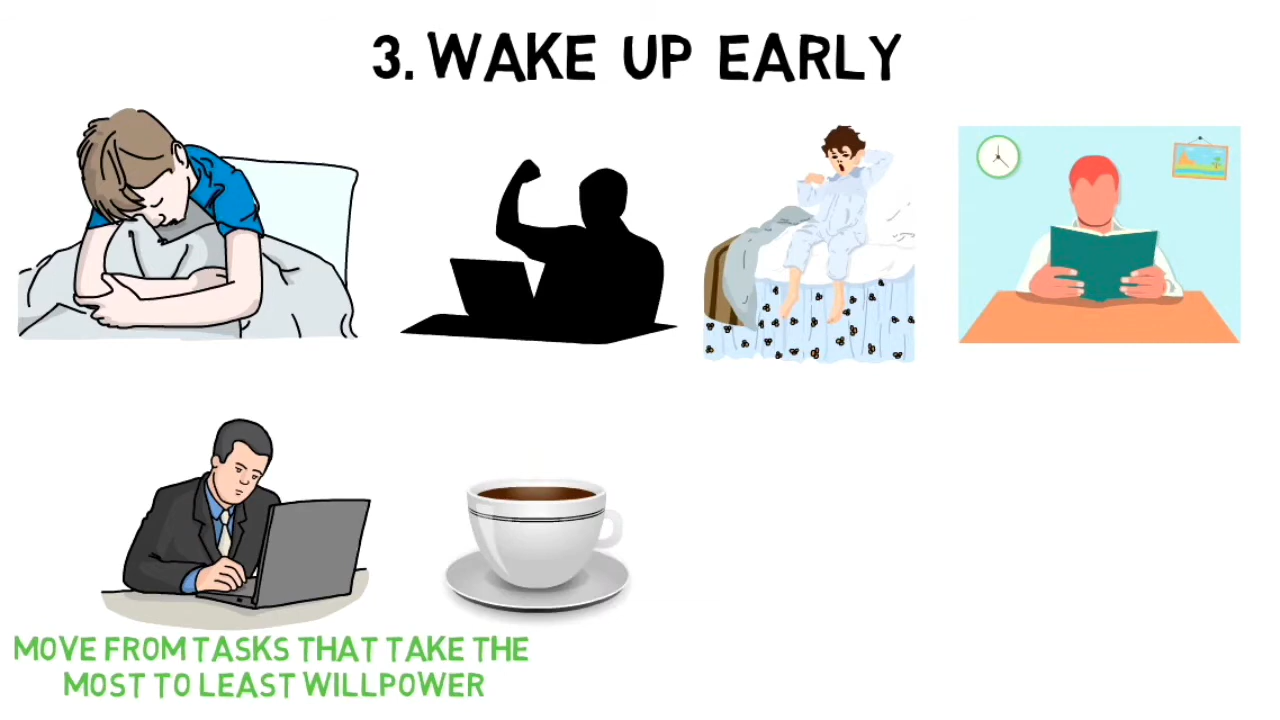 3. WAKE UP EARLY
MOVE FROM TASKS THAT TAKE THE
MOST TO LEAST WILLPOWER